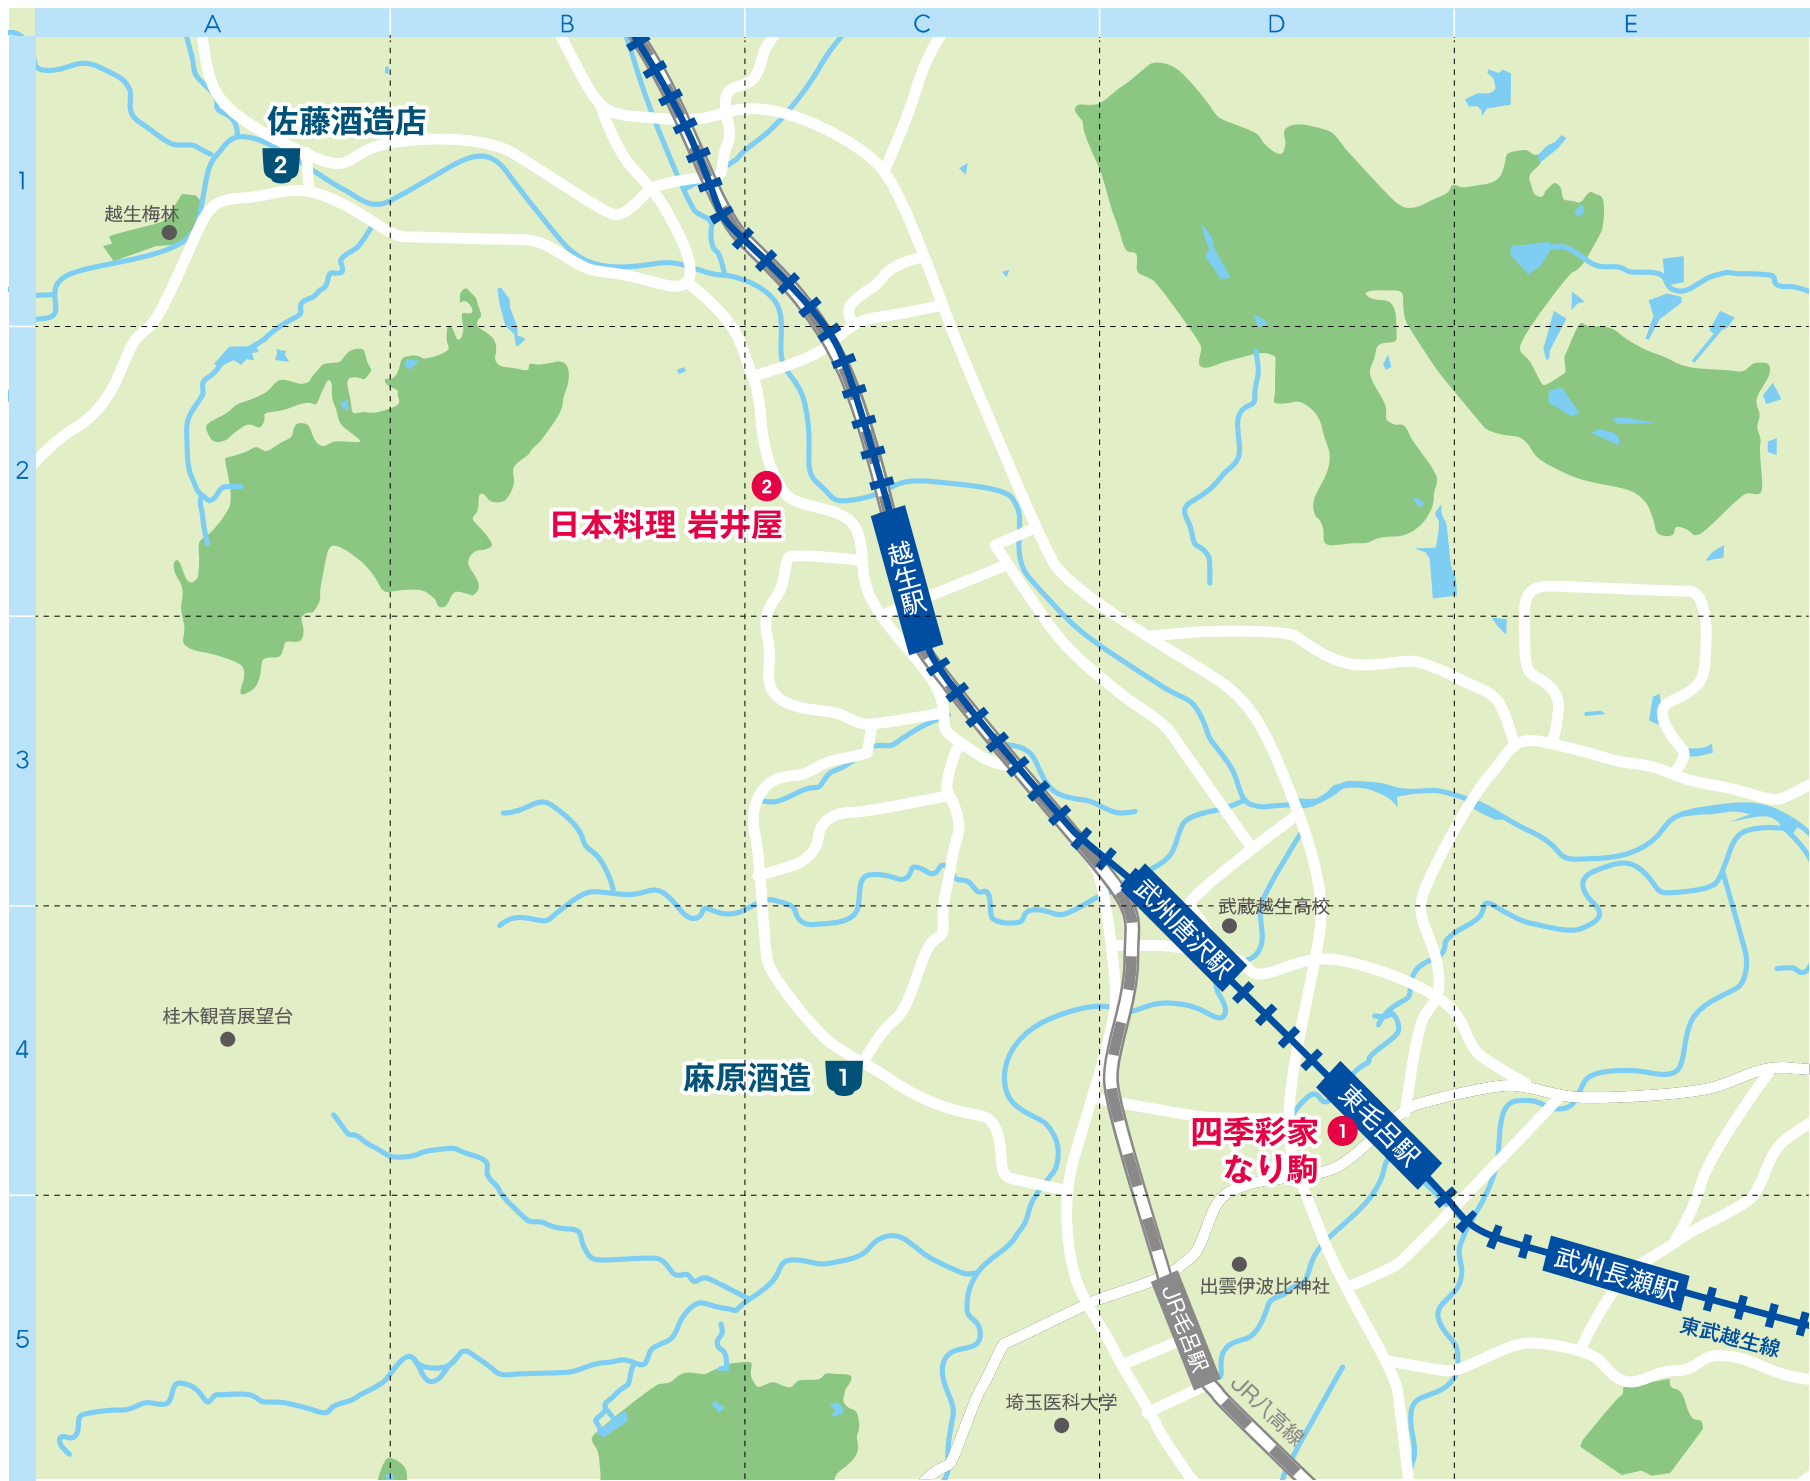 A
B
C
D
E
1
佐藤酒造店
2
越生梅林
2
2
日本料理 岩井屋
越生駅
3
武州唐沢駅
武蔵越生高校
4
桂木観音展望台
麻原酒造
1
東毛呂駅
四季彩家
なり駒
1
5
出雲伊波比神社
武州長瀬駅
東武越生線
JR毛呂駅
JR八高線
埼玉医科大学